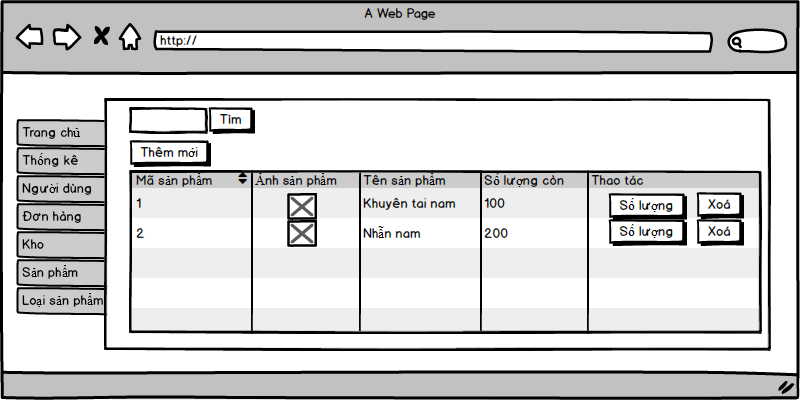 A Web Page
http://
Trang chủ
Thống kê
Người dùng
Đơn hàng
Kho
Sản phẩm
Loại sản phẩm
Tìm
Thêm mới
Mã sản phẩm Ảnh sản phẩm Tên sản phẩm Số lượng còn Thao tác
1 Khuyên tai nam 100 Số lượng Xoá
2 Nhẫn nam 200 Số lượng Xoá